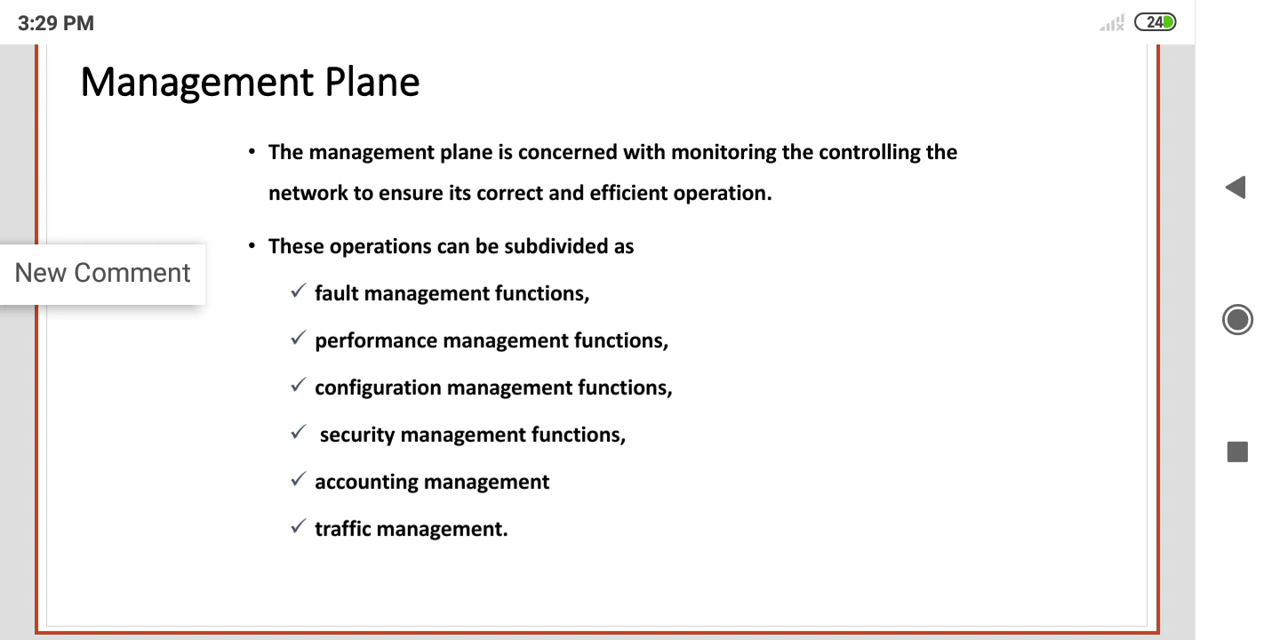 3:29 PM
24
Management Plane
• The management plane is concerned with monitoring the controlling the
network to ensure its correct and efficient operation.
• These operations can be subdivided as
New Comment
✓ fault management functions,
✓ performance management functions,
✓ configuration management functions,
✓ security management functions,
✓ accounting management
✓ traffic management.